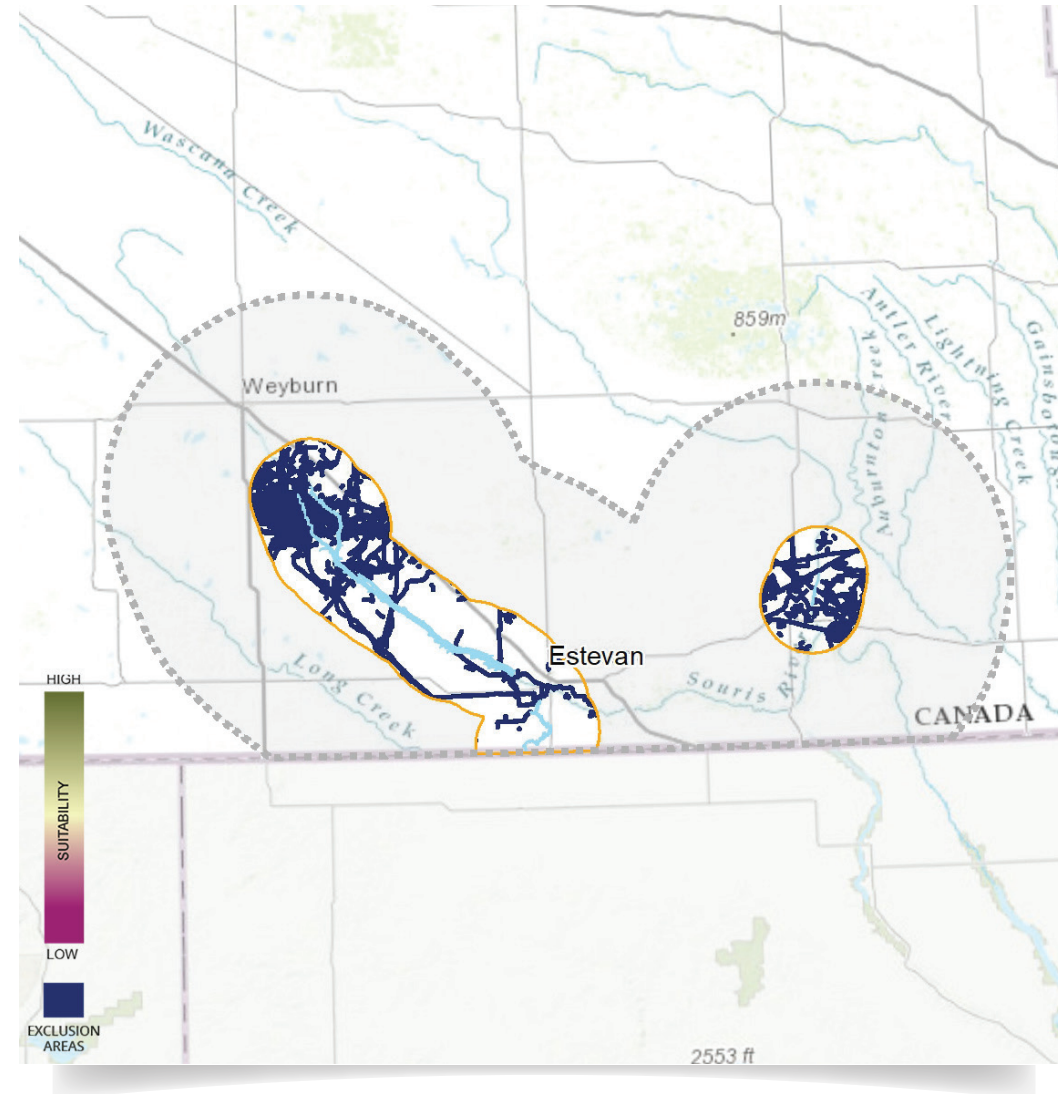 Wascana Creek
859m
Antler River
Lightning Creek
Auburnton Creek
Weyburn
Estevan
Long Creek
Souris River
CANADA
HIGH
SUITABILITY
LOW
EXCLUSION
AREAS
2553 ft